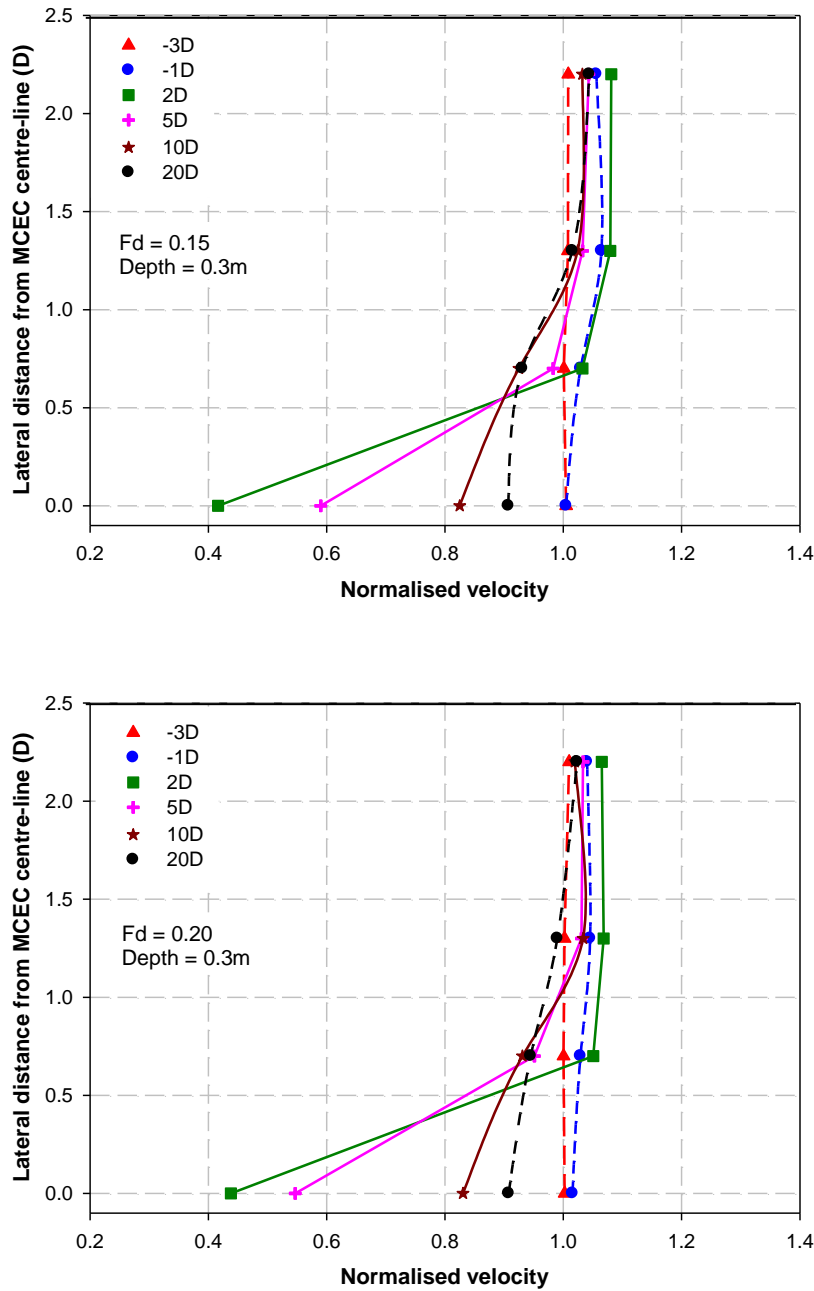 2.5
2.0
1.5
1.0
0.5
0.0
Lateral distance from MCEC centre-line (D)
-3D
-1D
2D
5D
10D
20D
Fd = 0.15
Depth = 0.3m
0.2 0.4 0.6 0.8 1.0 1.2 1.4
Normalised velocity
2.5
2.0
1.5
1.0
0.5
0.0
Lateral distance from MCEC centre-line (D)
-3D
-1D
2D
5D
10D
20D
Fd = 0.20
Depth = 0.3m
0.2 0.4 0.6 0.8 1.0 1.2 1.4
Normalised velocity